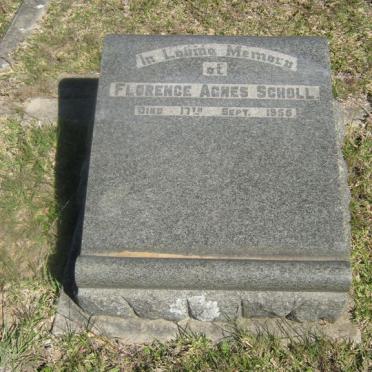 In Loving Memory
of
FLORENCE AGNES SCHOLL.
DIED 17TH SEPT. 1956